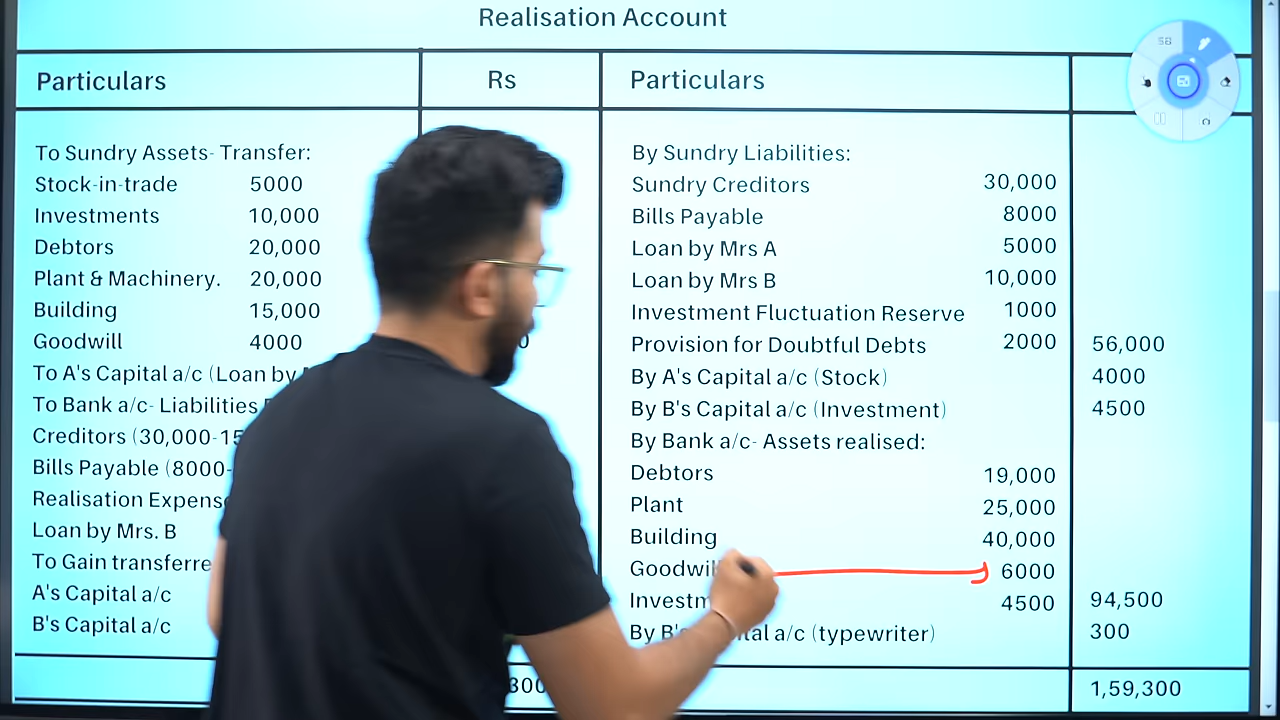 Realisation Account
Particulars Rs Particulars
To Sundry Assets- Transfer:
Stock-in-trade 5000
Investments 10,000
Debtors 20,000
Plant & Machinery. 20,000
Building 15,000
Goodwill 4000
To A's Capital a/c (Loan by
To Bank a/c- Liabilities
Creditors (30,000-15
Bills Payable (8000-
Realisation
Loan by Mrs. B
To Gain
A's Capital a/c
B's Capital a/c
300
By Sundry Liabilities:
Sundry Creditors 30,000
Bills Payable 8000
Loan by Mrs A 5000
Loan by Mrs B 10,000
Investment Fluctuation Reserve 1000
Provision for Doubtful Debts 2000 56,000
By A's Capital a/c (Stock) 4000
By B's Capital a/c (Investment) 4500
By Bank a/c- Assets realised:
Debtors 19,000
Plant 25,000
Building 40,000
Goodwill 6000
4500 94,500
By B's a/c (typewriter) 300
1,59,300